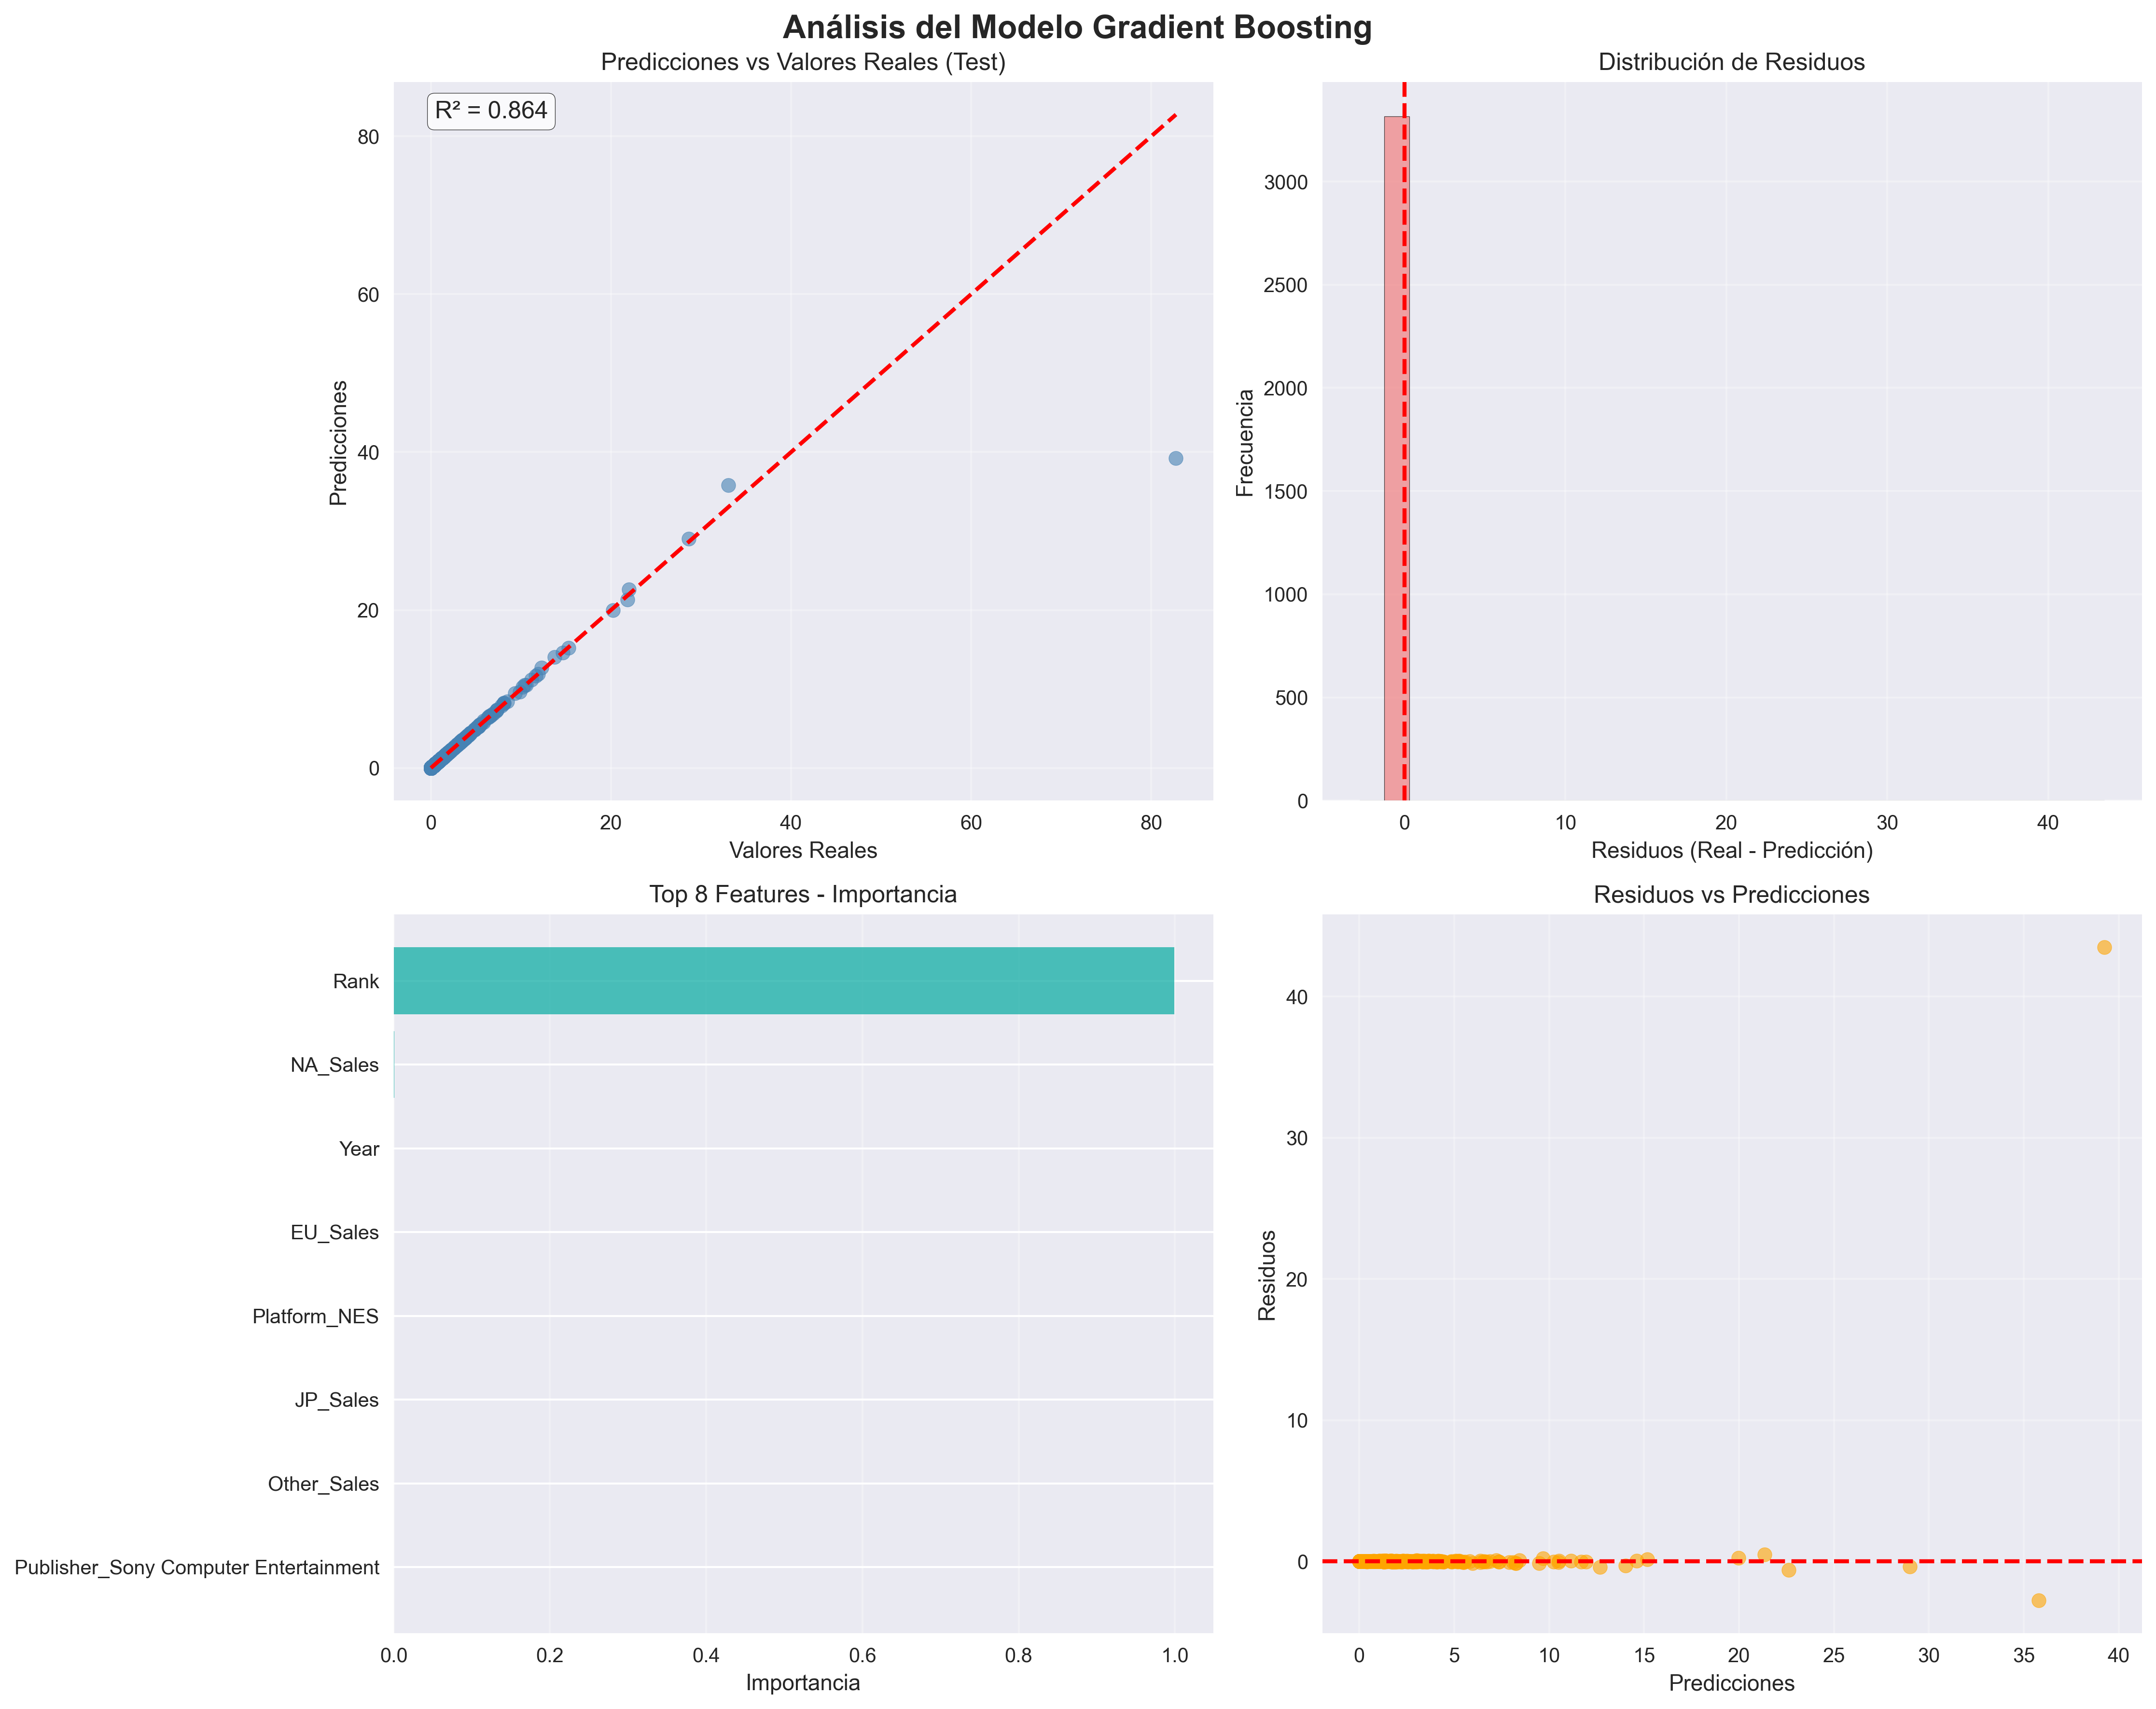 Análisis del Modelo Gradient Boosting
Predicciones vs Valores Reales (Test)
R² = 0.864
80
60
40
20
0
Predicciones
0 20 40 60 80
Valores Reales
Distribución de Residuos
3000
2500
2000
1500
1000
500
0
Frecuencia
0 10 20 30 40
Residuos (Real - Predicción)
Top 8 Features - Importancia
Rank
NA_Sales
Year
EU_Sales
Platform_NES
JP_Sales
Other_Sales
Publisher_Sony Computer Entertainment
0.0 0.2 0.4 0.6 0.8 1.0
Importancia
Residuos vs Predicciones
40
30
20
10
0
Residuos
0 5 10 15 20 25 30 35 40
Predicciones